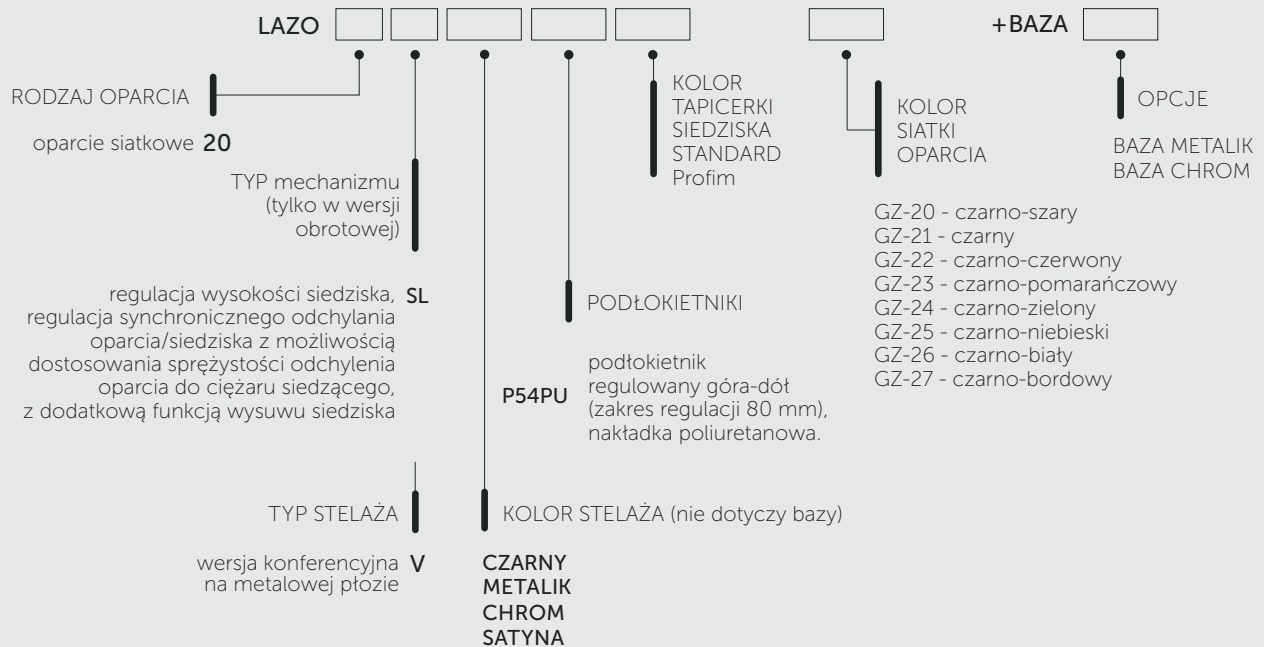 LAZO
+BAZA
RODZAJ OPARCIA
oparcie siatkowe 20
TYP mechanizmu
(tylko w wersji
obrotowej)
regulacja wysokości siedziska, SL
regulacja synchronicznego odchylania
oparcia/siedziska z możliwością
dostosowania sprężystości odchylenia
oparcia do ciężaru siedzącego,
z dodatkową funkcją wysuwu siedziska
TYP STELAŻA
wersja konferencyjna V
na metalowej płozie
KOLOR STELAŻA (nie dotyczy bazy)
CZARNY
METALIK
CHROM
SATYNA
PODŁOKIETNIKI
podłokietnik
P54PU regulowany góra-dół
(zakres regulacji 80 mm),
nakładka poliuretanowa.
KOLOR
TAPICERKI
SIEDZISKA
STANDARD
Profim
KOLOR
SIATKI
OPARCIA
GZ-20 - czarno-szary
GZ-21 - czarny
GZ-22 - czarno-czerwony
GZ-23 - czarno-pomarańczowy
GZ-24 - czarno-zielony
GZ-25 - czarno-niebieski
GZ-26 - czarno-biały
GZ-27 - czarno-bordowy
OPCJE
BAZA METALIK
BAZA CHROM